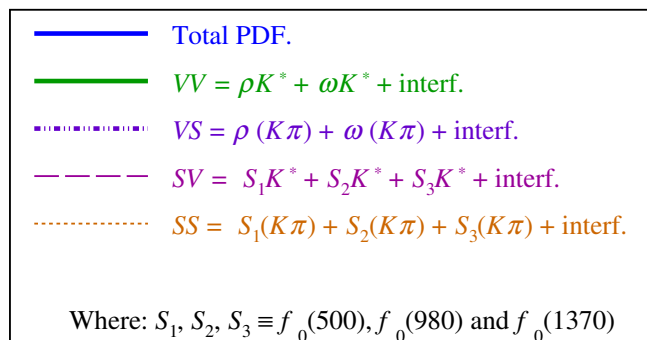 Total PDF.
VV = ρK* + ωK* + interf.
VS = ρ (Kπ) + ω (Kπ) + interf.
SV = S₁K* + S₂K* + S₃K* + interf.
SS = S₁(Kπ) + S₂(Kπ) + S₃(Kπ) + interf.
Where: S₁, S₂, S₃ ≡ f₀(500), f₀(980) and f₀(1370)